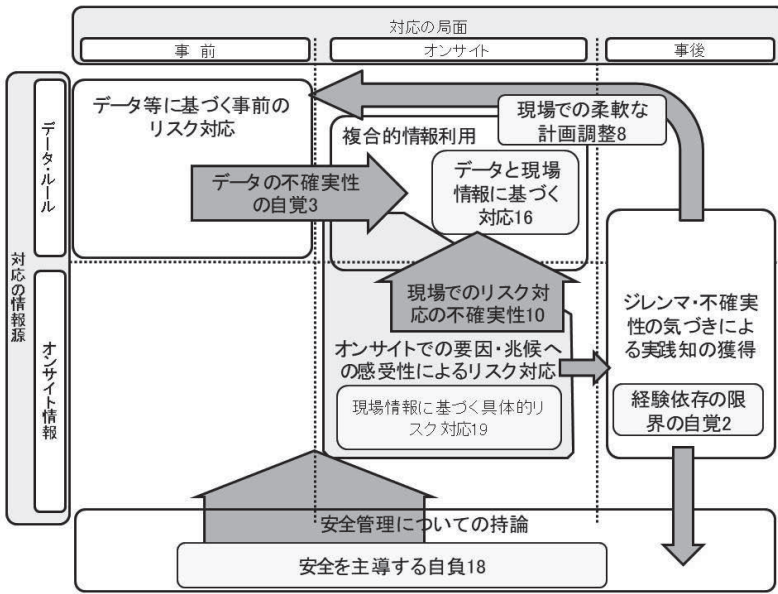 対応の局面
事 前
オンサイト
事後
対応の情報源
データ・ルール
オンサイト情報
データ等に基づく事前の
リスク対応
データの不確実性
の自覚3
複合的情報利用
現場での柔軟な
計画調整8
データと現場
情報に基づく
対応16
現場でのリスク対
応の不確実性10
オンサイトでの要因・兆候へ
の感受性によるリスク対応
現場情報に基づく具体的リ
スク対応19
ジレンマ・不確実
性の気づきによ
る実践知の獲得
経験依存の限
界の自覚2
安全管理についての持論
安全を主導する自負18